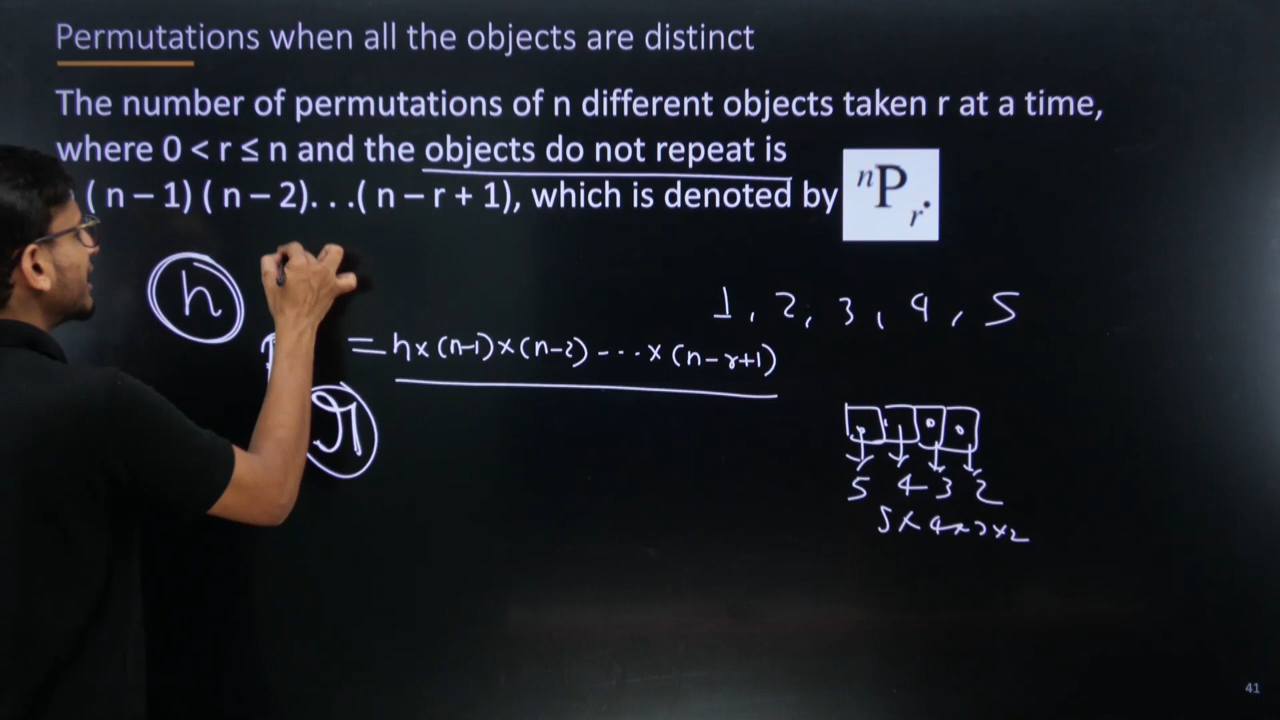 Permutations when all the objects are distinct
The number of permutations of n different objects taken r at a time,
where 0 < r ≤ n and the objects do not repeat is
( n – 1) ( n – 2). . .( n – r + 1), which is denoted by ⁿPᵣ.
n
= n × (n-1) × (n-2) ---- × (n-r+1)
r
1, 2, 3, 4, 5
5 4 3 2
5 × 4 × 3 × 2
41